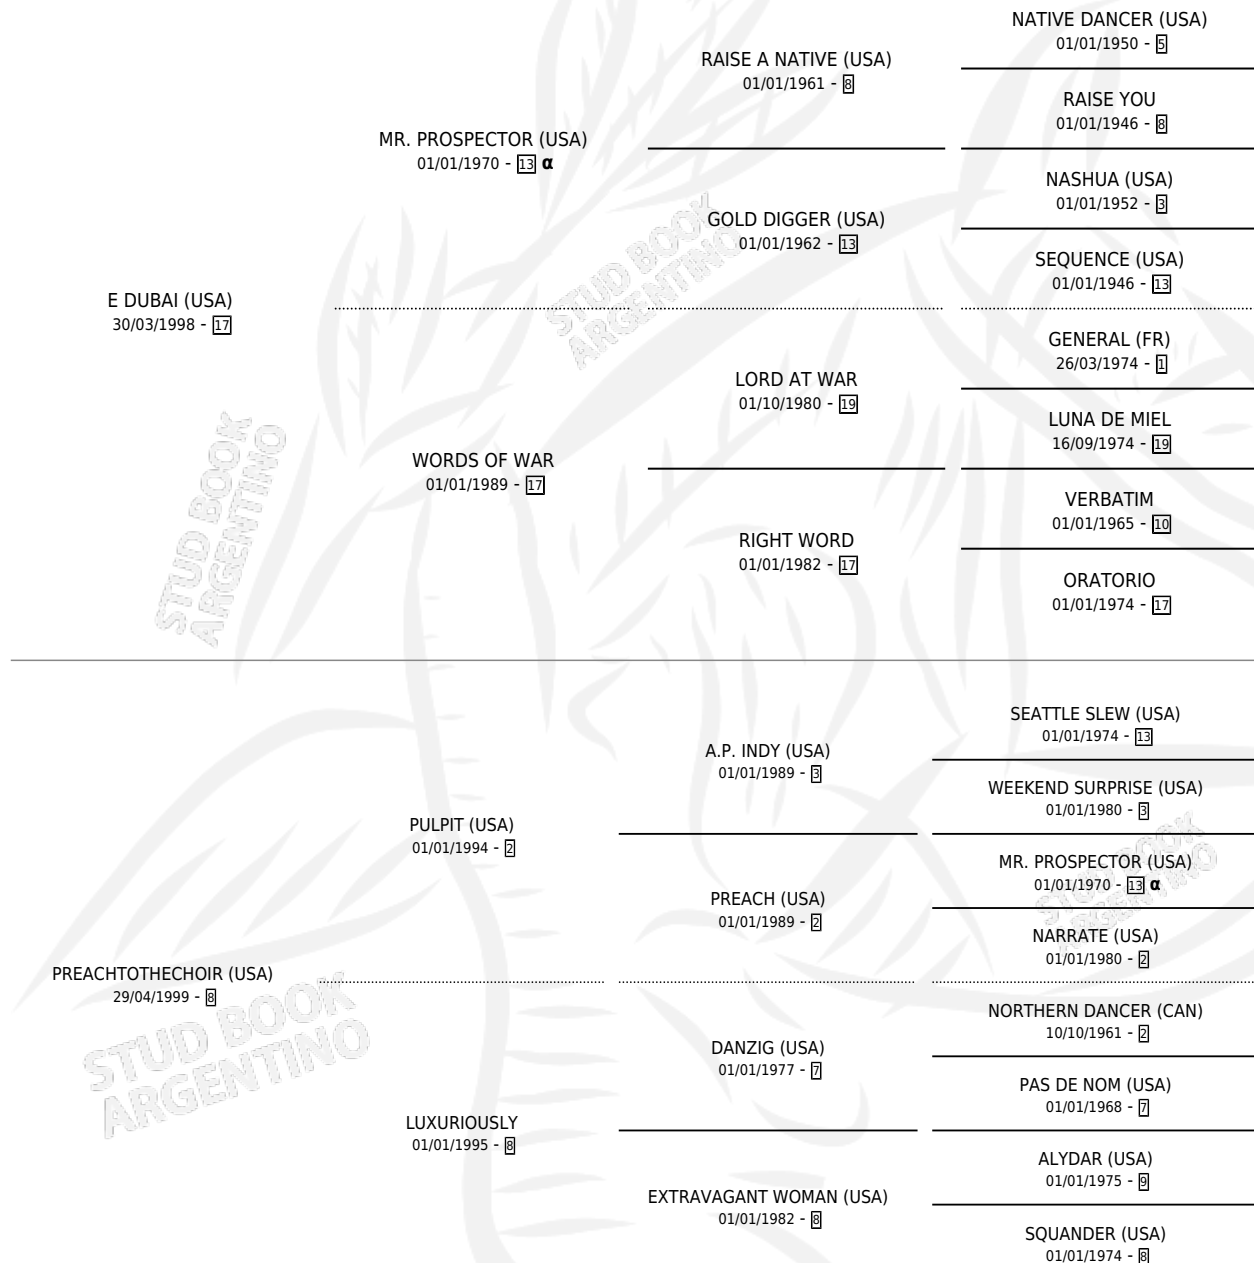 NATIVE DANCER (USA)
01/01/1950 - 5
RAISE A NATIVE (USA)
01/01/1961 - 8
RAISE YOU
01/01/1946 - 8
MR. PROSPECTOR (USA)
01/01/1970 - 13 α
NASHUA (USA)
01/01/1952 - 3
GOLD DIGGER (USA)
01/01/1962 - 13
SEQUENCE (USA)
01/01/1946 - 13
E DUBAI (USA)
30/03/1998 - 17
STUD BOOK
ARGENTINO
GENERAL (FR)
26/03/1974 - 1
LORD AT WAR
01/10/1980 - 19
LUNA DE MIEL
16/09/1974 - 19
WORDS OF WAR
01/01/1989 - 17
STUD BOOK
ARGENTINO
VERBATIM
01/01/1965 - 10
RIGHT WORD
01/01/1982 - 17
ORATORIO
01/01/1974 - 17
SEATTLE SLEW (USA)
01/01/1974 - 13
A.P. INDY (USA)
01/01/1989 - 3
WEEKEND SURPRISE (USA)
01/01/1980 - 3
PULPIT (USA)
01/01/1994 - 2
MR. PROSPECTOR (USA)
01/01/1970 - 13 α
STUD BOOK
ARGENTINO
PREACH (USA)
01/01/1989 - 2
NARRATE (USA)
01/01/1980 - 2
PREACHTOTHECHOIR (USA)
29/04/1999 - 8
STUD BOOK
ARGENTINO
NORTHERN DANCER (CAN)
10/10/1961 - 2
DANZIG (USA)
01/01/1977 - 7
PAS DE NOM (USA)
01/01/1968 - 7
LUXURIOUSLY
01/01/1995 - 8
ALYDAR (USA)
01/01/1975 - 9
EXTRAVAGANT WOMAN (USA)
01/01/1982 - 8
SQUANDER (USA)
01/01/1974 - 8